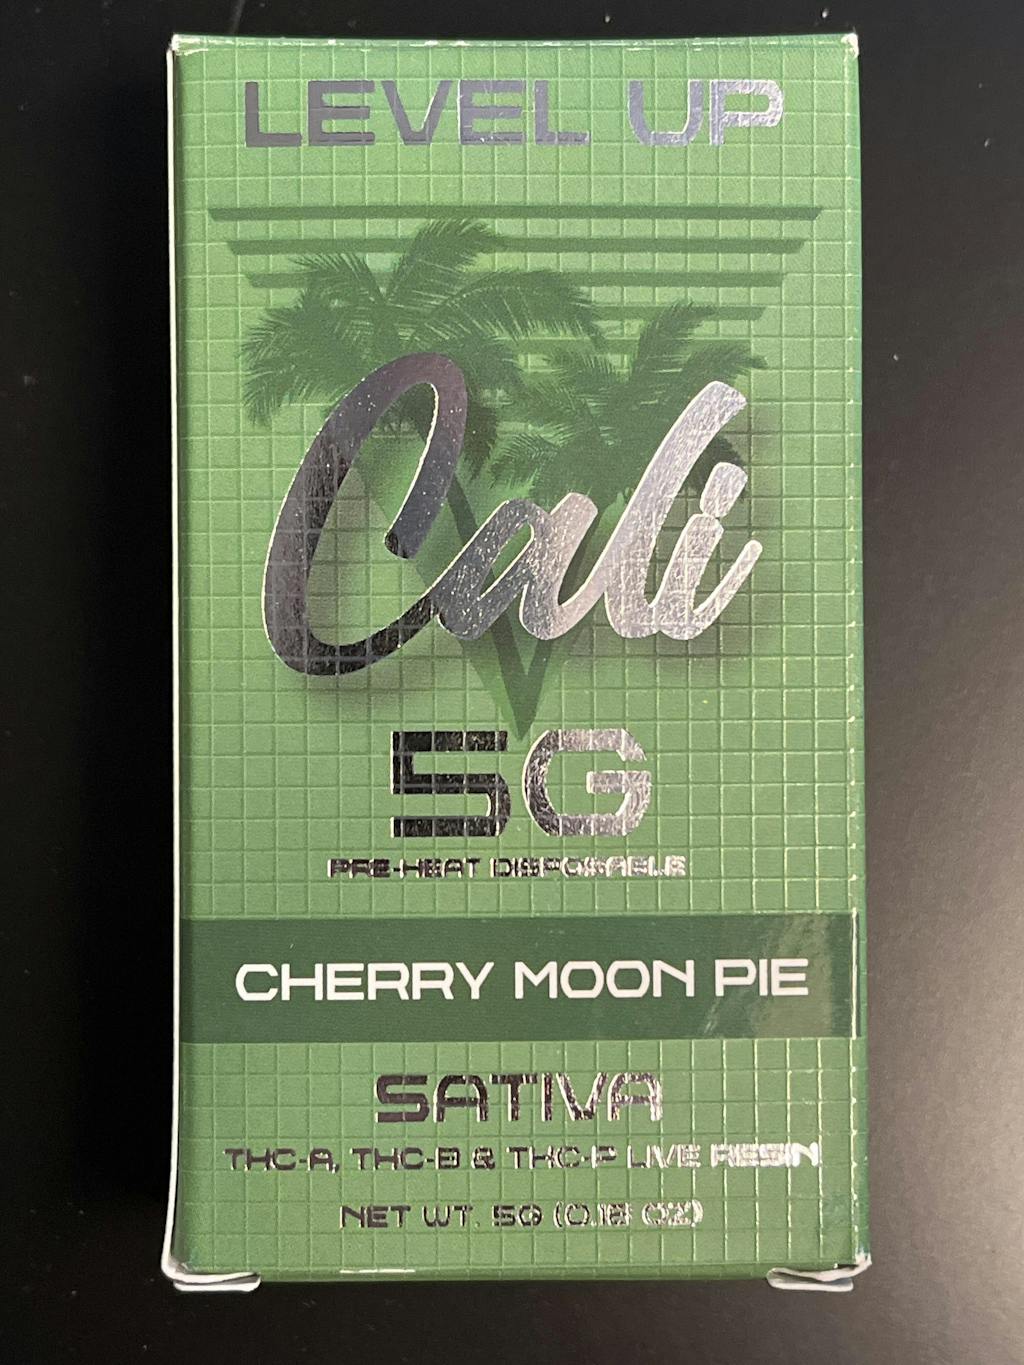 LEVEL UP
Cali
5G
PRE-HEAT DISPOSABLE
CHERRY MOON PIE
SATIVA
THC-A, THC-B & THC-P LIVE RESIN
NET WT. 5G (0.18 OZ)